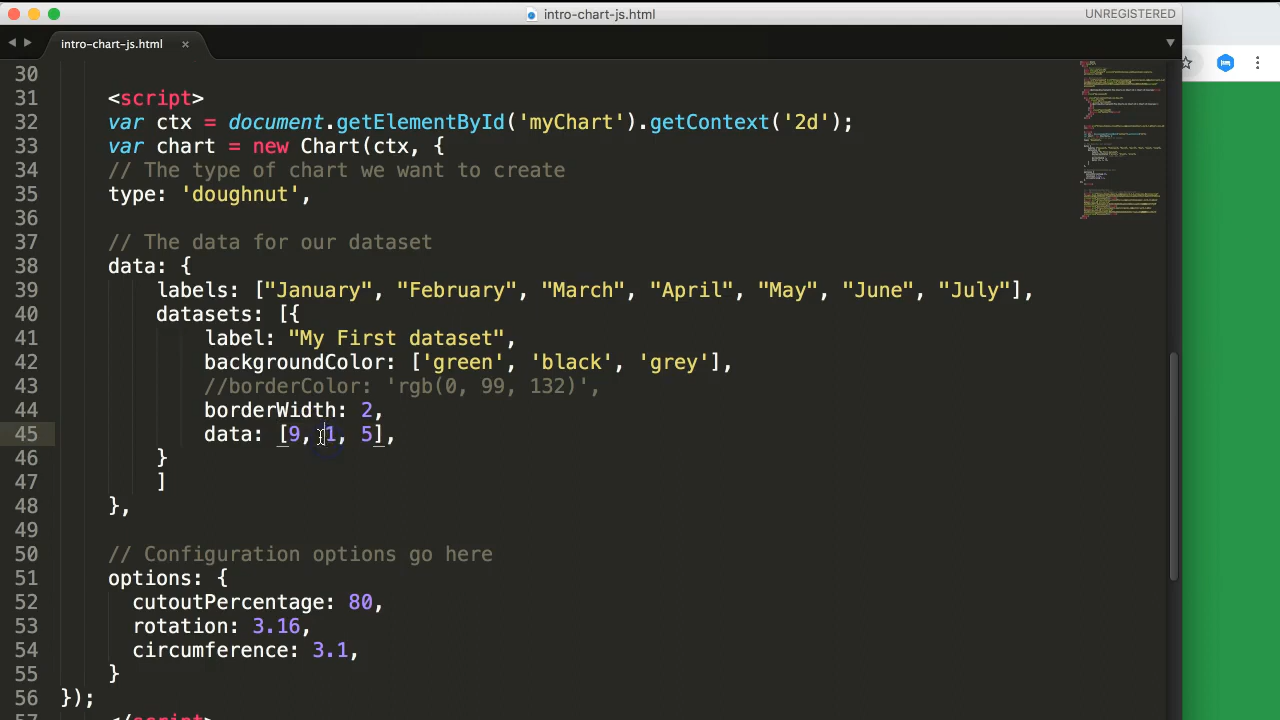 intro-chart-js.html
UNREGISTERED
intro-chart-js.html ×
30
31 <script>
32 var ctx = document.getElementById('myChart').getContext('2d');
33 var chart = new Chart(ctx, {
34 // The type of chart we want to create
35 type: 'doughnut',
36
37 // The data for our dataset
38 data: {
39 labels: ["January", "February", "March", "April", "May", "June", "July"],
40 datasets: [{
41 label: "My First dataset",
42 backgroundColor: ['green', 'black', 'grey'],
43 //borderColor: 'rgb(0, 99, 132)',
44 borderWidth: 2,
45 data: [9, 1, 5],
46 }
47 ]
48 },
49
50 // Configuration options go here
51 options: {
52 cutoutPercentage: 80,
53 rotation: 3.16,
54 circumference: 3.1,
55 }
56 });
57 </script>